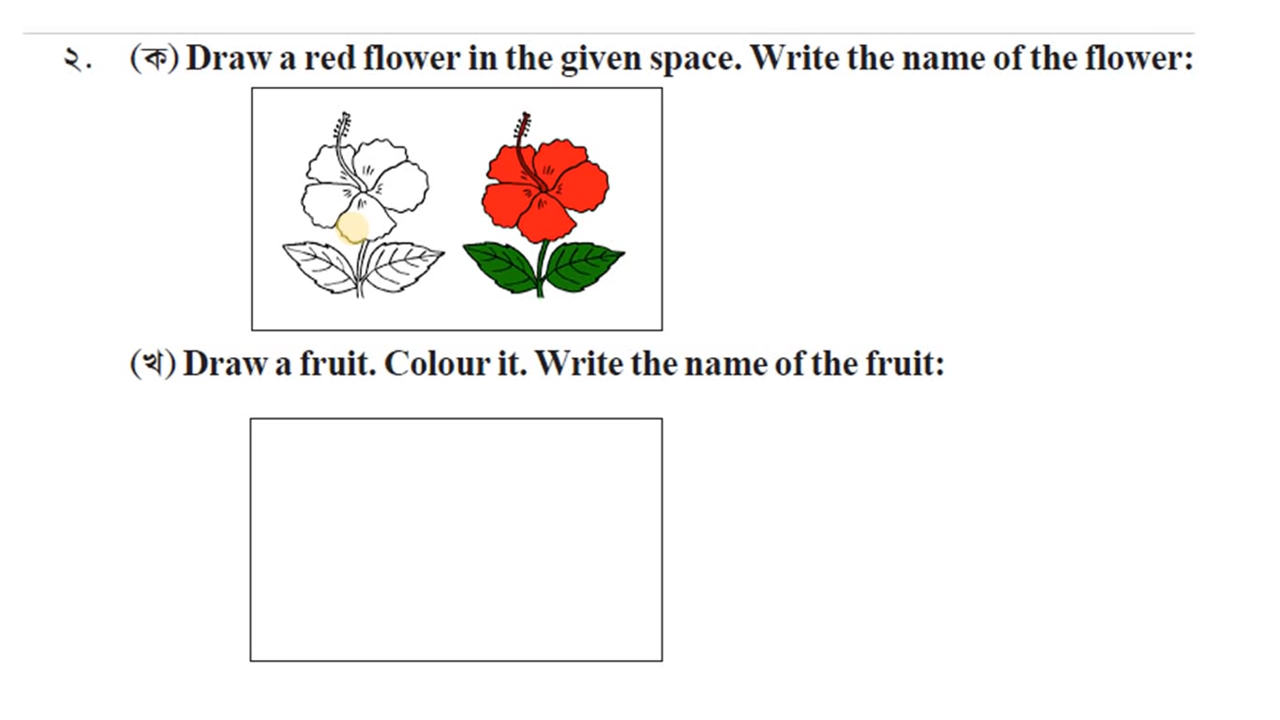 ২. (ক) Draw a red flower in the given space. Write the name of the flower:
(খ) Draw a fruit. Colour it. Write the name of the fruit: